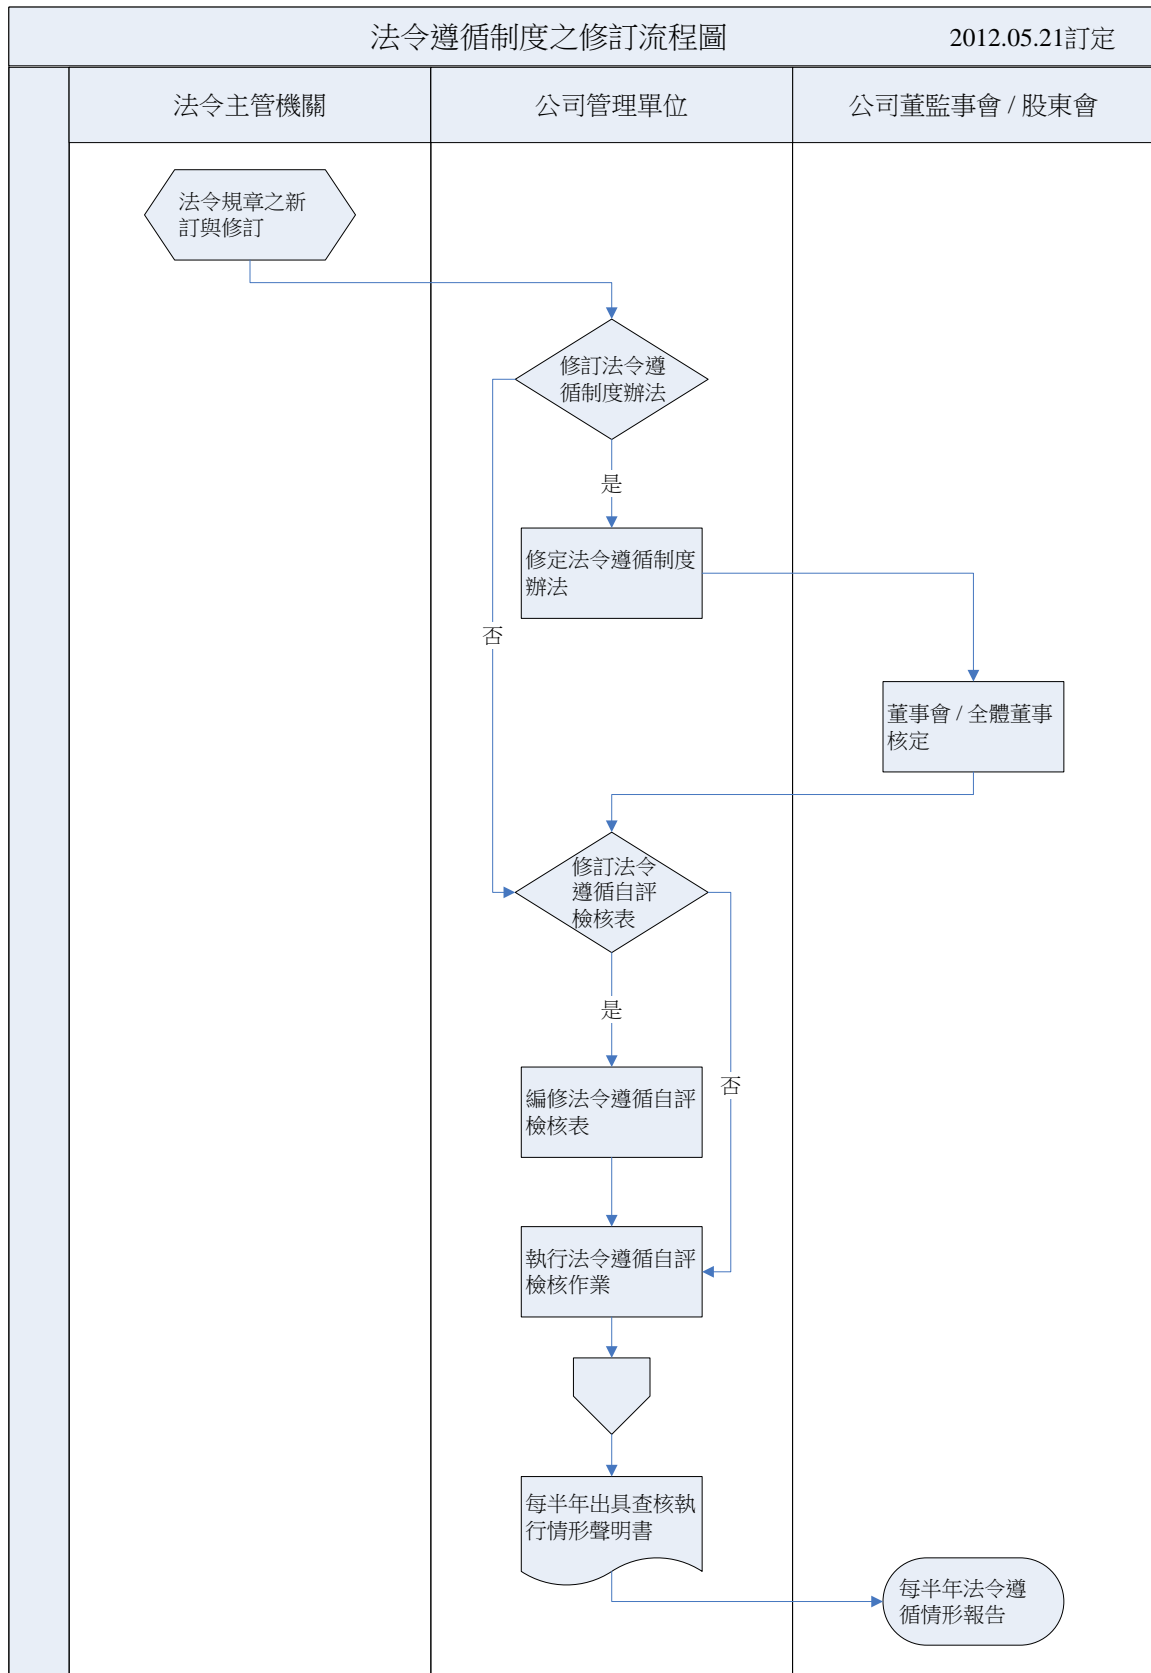 法令遵循制度之修訂流程圖
2012.05.21訂定
法令主管機關
公司管理單位
公司董監事會 / 股東會
法令規章之新
訂與修訂
修訂法令遵
循制度辦法
是
修定法令遵循制度
辦法
否
董事會 / 全體董事
核定
修訂法令
遵循自評
檢核表
是
否
編修法令遵循自評
檢核表
執行法令遵循自評
檢核作業
每半年出具查核執
行情形聲明書
每半年法令遵
循情形報告